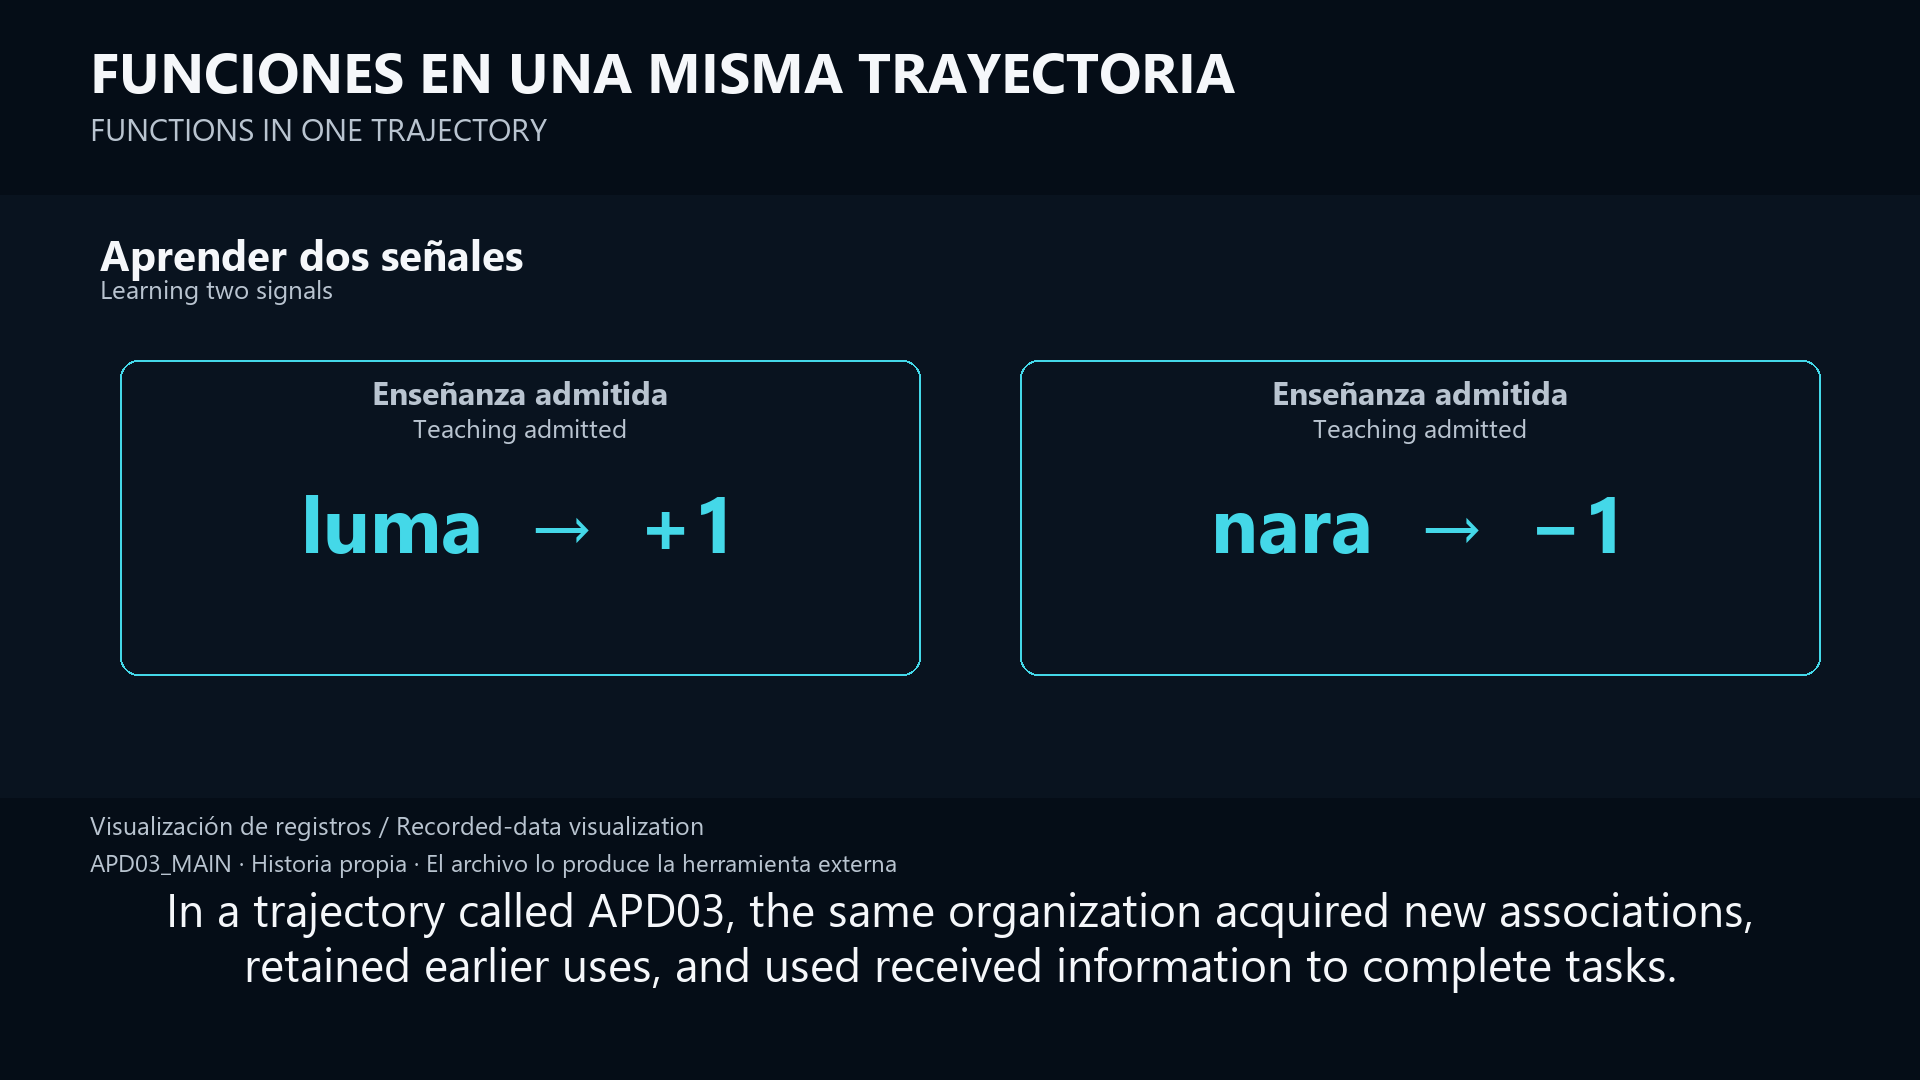 FUNCIONES EN UNA MISMA TRAYECTORIA
FUNCTIONS IN ONE TRAJECTORY
Aprender dos señales
Learning two signals
Enseñanza admitida
Teaching admitted
luma → +1
Enseñanza admitida
Teaching admitted
nara → −1
Visualización de registros / Recorded-data visualization
APD03_MAIN · Historia propia · El archivo lo produce la herramienta externa
In a trajectory called APD03, the same organization acquired new associations,
retained earlier uses, and used received information to complete tasks.